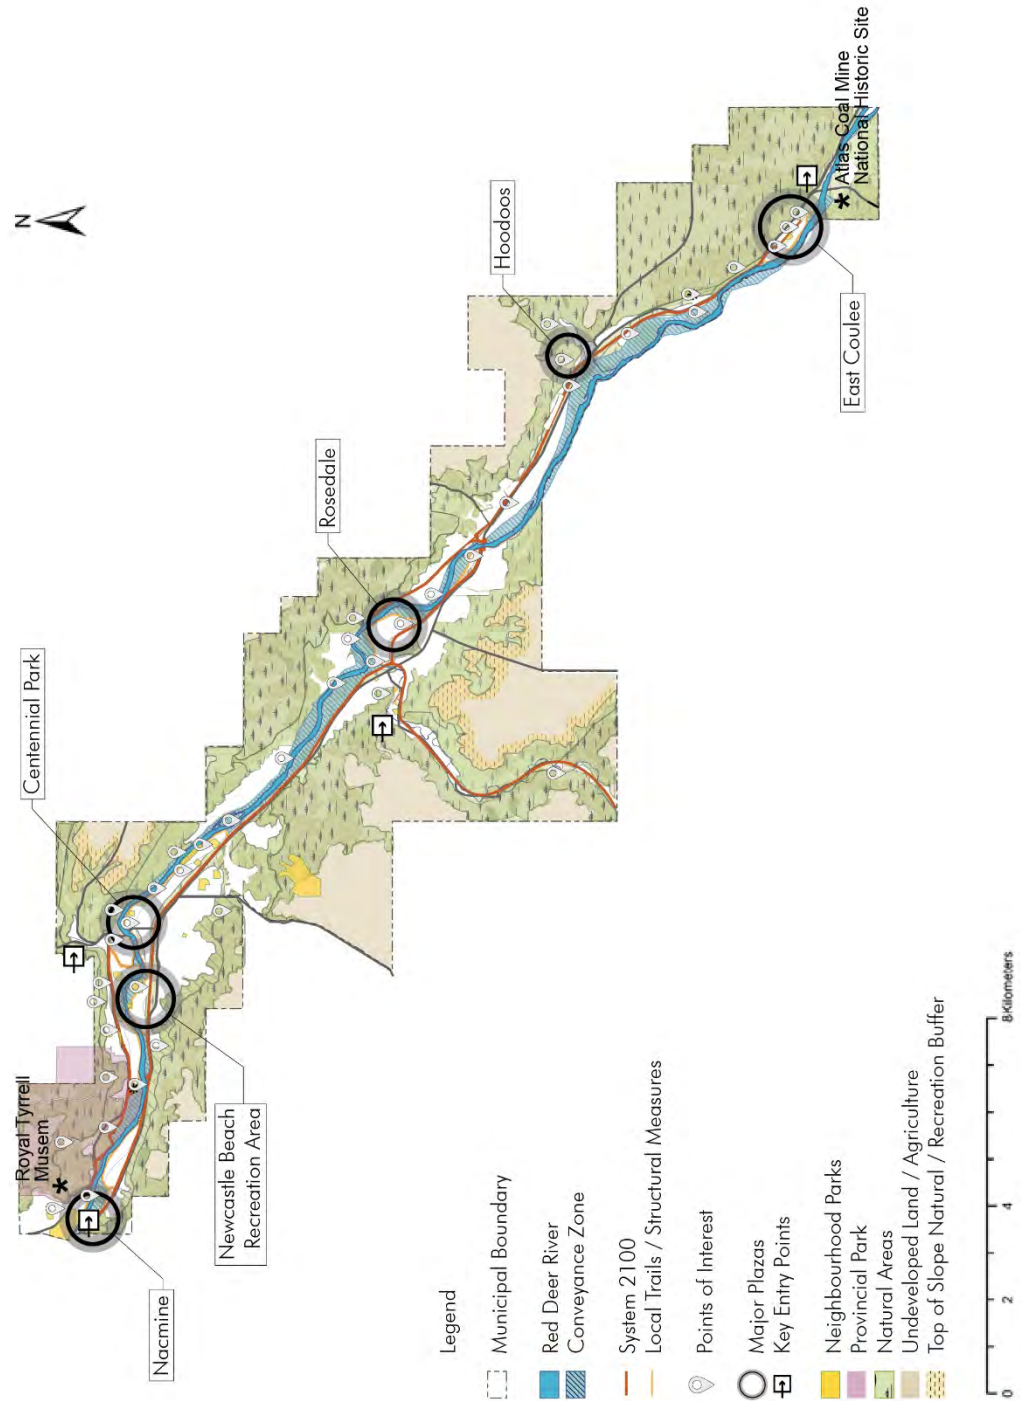 N
Royal Tyrrell
Musem
Centennial Park
Rosedale
Hoodoos
Atlas Coal Mine
National Historic Site
Nacmine
Newcastle Beach
Recreation Area
East Coulee
Legend
Municipal Boundary
Red Deer River
Conveyance Zone
System 2100
Local Trails / Structural Measures
Points of Interest
Major Plazas
Key Entry Points
Neighbourhood Parks
Provincial Park
Natural Areas
Undeveloped Land / Agriculture
Top of Slope Natural / Recreation Buffer
0 1 2 4 8 Kilometers